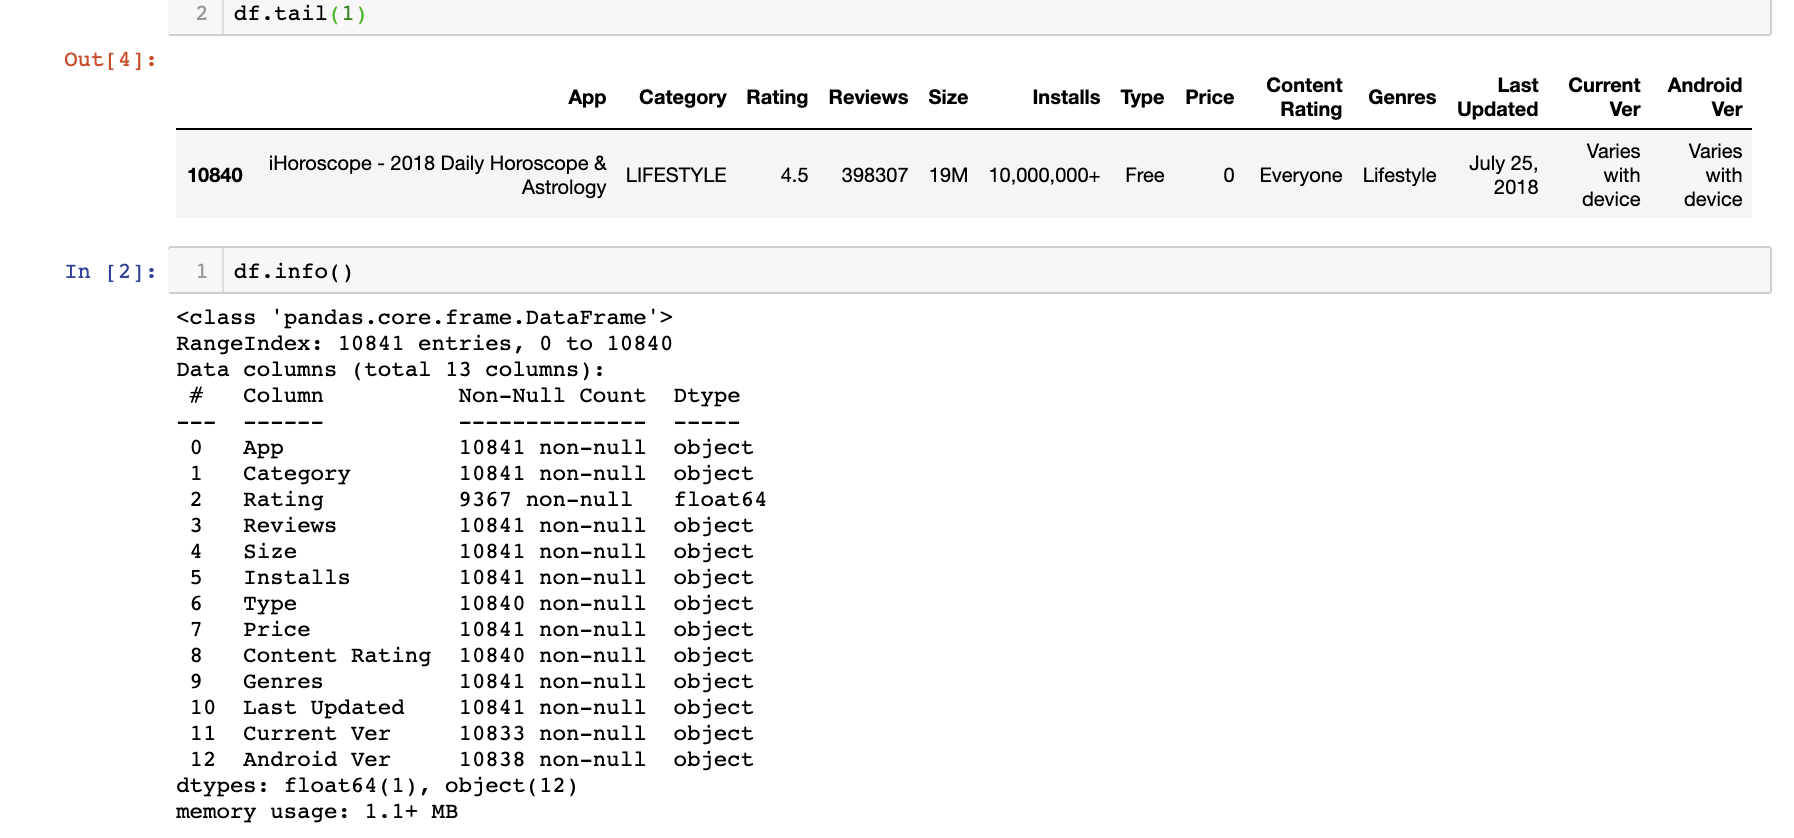 2 df.tail(1)
Out[4]:
App Category Rating Reviews Size Installs Type Price Content Rating Genres Last Updated Current Ver Android Ver
10840 iHoroscope - 2018 Daily Horoscope & Astrology LIFESTYLE 4.5 398307 19M 10,000,000+ Free 0 Everyone Lifestyle July 25, 2018 Varies with device Varies with device
In [2]: 1 df.info()
<class 'pandas.core.frame.DataFrame'>
RangeIndex: 10841 entries, 0 to 10840
Data columns (total 13 columns):
# Column Non-Null Count Dtype
--- ------ -------------- -----
0 App 10841 non-null object
1 Category 10841 non-null object
2 Rating 9367 non-null float64
3 Reviews 10841 non-null object
4 Size 10841 non-null object
5 Installs 10841 non-null object
6 Type 10840 non-null object
7 Price 10841 non-null object
8 Content Rating 10840 non-null object
9 Genres 10841 non-null object
10 Last Updated 10841 non-null object
11 Current Ver 10833 non-null object
12 Android Ver 10838 non-null object
dtypes: float64(1), object(12)
memory usage: 1.1+ MB